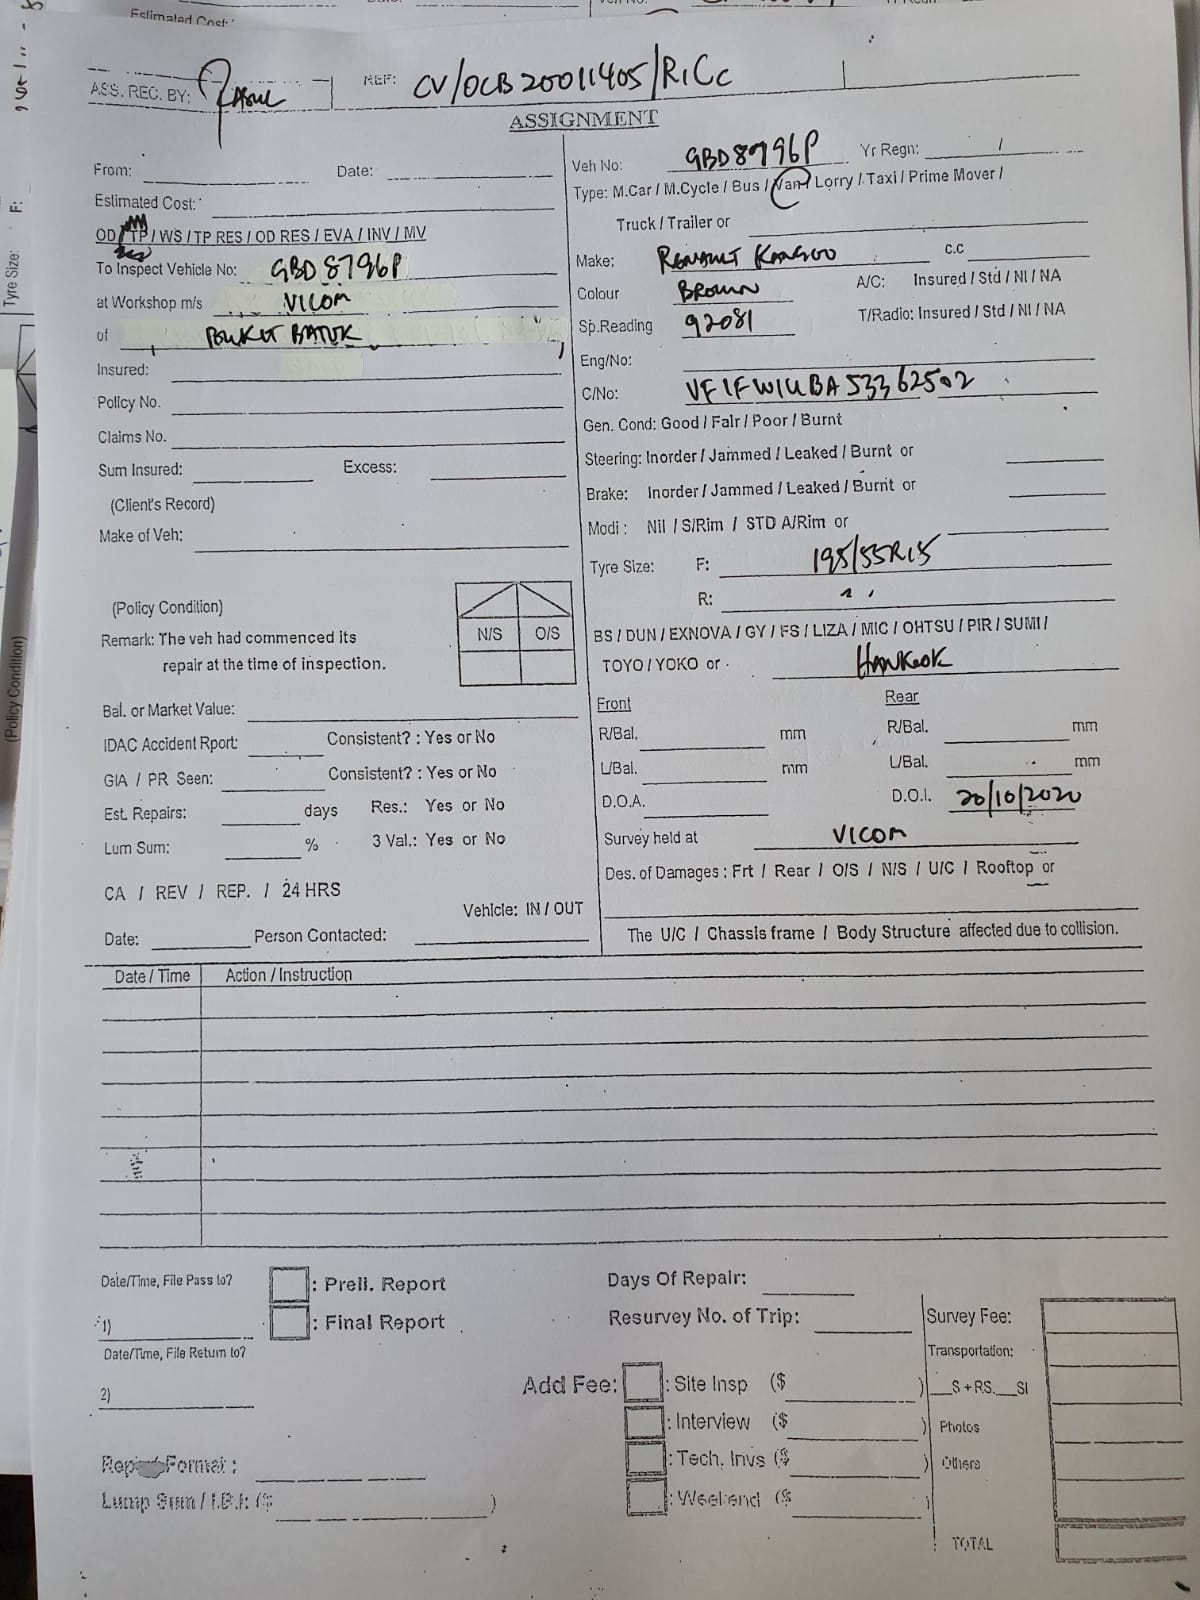 Estimated Cost:
ASS. REC. BY:
REF: CV/OCB20011405/RICc
ASSIGNMENT
From: Date:
Estimated Cost:
OD / TP / WS / TP RES / OD RES / EVA / INV / MV
To Inspect Vehicle No: GBD8796P
at Workshop m/s VICOM
of BUKIT BATOK
Insured:
Policy No.
Claims No.
Sum Insured: Excess:
(Client's Record)
Make of Veh:
(Policy Condition)
Remark: The veh had commenced its
repair at the time of inspection.
N/S O/S
Bal. or Market Value:
IDAC Accident Rport: Consistent? : Yes or No
GIA / PR Seen: Consistent? : Yes or No
Est. Repairs: days Res.: Yes or No
Lum Sum: % 3 Val.: Yes or No
CA / REV / REP. / 24 HRS
Vehicle: IN / OUT
Date: Person Contacted:
Veh No: GBD8796P Yr Regn: /
Type: M.Car / M.Cycle / Bus / Van / Lorry / Taxi / Prime Mover /
Truck / Trailer or
Make: RENAULT KANGOO c.c
Colour BROWN A/C: Insured / Std / NI / NA
Sp.Reading 92081 T/Radio: Insured / Std / NI / NA
Eng/No:
C/No: VF1FW1UBA53362502
Gen. Cond: Good / Fair / Poor / Burnt
Steering: Inorder / Jammed / Leaked / Burnt or
Brake: Inorder / Jammed / Leaked / Burnt or
Modi : Nil / S/Rim / STD A/Rim or
Tyre Size: F: 195/55R15
R: " "
BS / DUN / EXNOVA / GY / FS / LIZA / MIC / OHTSU / PIR / SUMI /
TOYO / YOKO or HANKOOK
Front Rear
R/Bal. mm R/Bal. mm
L/Bal. mm L/Bal. mm
D.O.A. D.O.I. 20/10/2020
Survey held at VICOM
Des. of Damages : Frt / Rear / O/S / N/S / U/C / Rooftop or
The U/C / Chassis frame / Body Structure affected due to collision.
Date / Time Action / Instruction
Date/Time, File Pass to?
1)
Date/Time, File Return to?
2)
: Preli. Report
: Final Report
Days Of Repair:
Resurvey No. of Trip:
Add Fee: : Site Insp ($ )
: Interview ($ )
: Tech. Invs ($ )
: Weekend ($ )
Survey Fee:
Transportation:
S + RS. SI
Photos
Others
TOTAL
Report Format :
Lump Sum / I.B.I: ($ )
Tyre Size: F:
(Policy Condition)